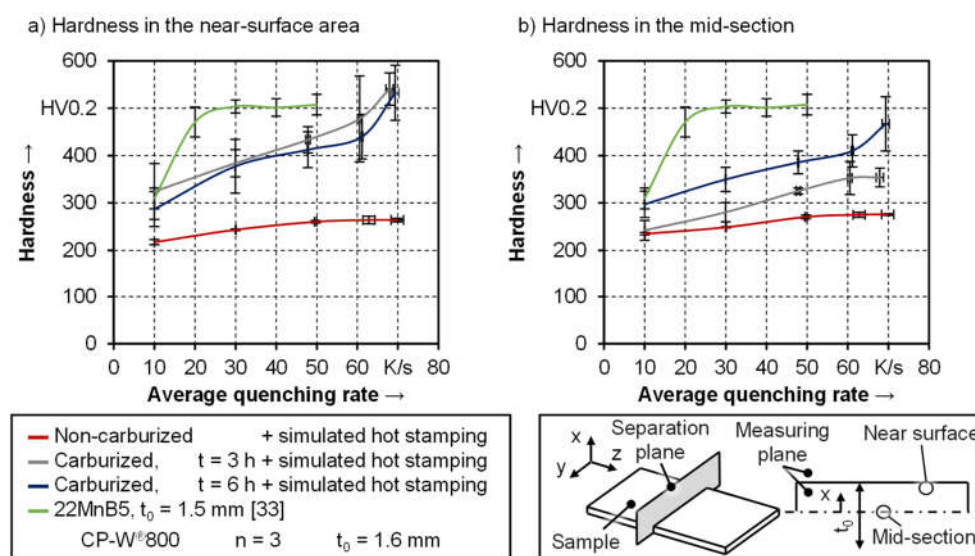 a) Hardness in the near-surface area
600
HV0.2
400
300
200
100
0
Hardness →
0 10 20 30 40 50 K/s 80
Average quenching rate →
b) Hardness in the mid-section
600
HV0.2
400
300
200
100
0
Hardness →
0 10 20 30 40 50 60 K/s 80
Average quenching rate →
Non-carburized + simulated hot stamping
Carburized, t = 3 h + simulated hot stamping
Carburized, t = 6 h + simulated hot stamping
22MnB5, t0 = 1.5 mm [33]
CP-W®800 n = 3 t0 = 1.6 mm
x
y
z
Separation
plane
Sample
Measuring
plane
Near surface
x
t0
Mid-section